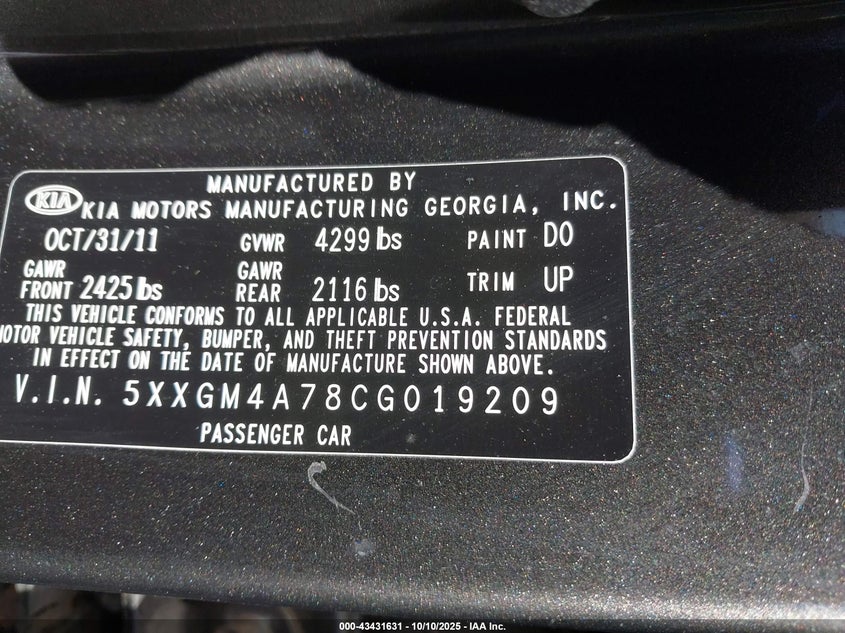 MANUFACTURED BY
KIA KIA MOTORS MANUFACTURING GEORGIA, INC.
OCT/31/11 GVWR 4299 lbs PAINT DO
GAWR FRONT 2425 lbs GAWR REAR 2116 lbs TRIM UP
THIS VEHICLE CONFORMS TO ALL APPLICABLE U.S.A. FEDERAL
MOTOR VEHICLE SAFETY, BUMPER, AND THEFT PREVENTION STANDARDS
IN EFFECT ON THE DATE OF MANUFACTURE SHOWN ABOVE.
V.I.N. 5XXGM4A78CG019209
PASSENGER CAR
000-43431631 - 10/10/2025 - IAA Inc.